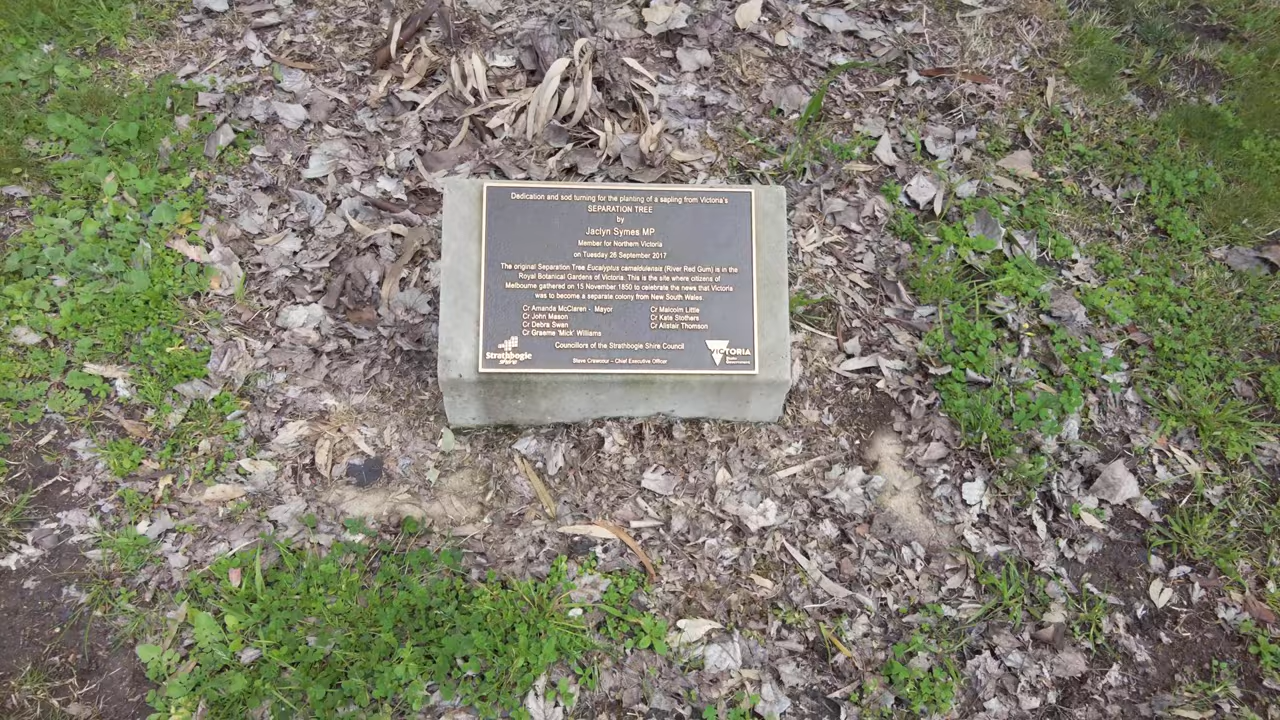 Dedication and sod turning for the planting of a sapling from Victoria's
SEPARATION TREE
by
Jaclyn Symes MP
Member for Northern Victoria
on Tuesday 26 September 2017
The original Separation Tree Eucalyptus camaldulensis (River Red Gum) is in the
Royal Botanical Gardens of Victoria. This is the site where citizens of
Melbourne gathered on 15 November 1850 to celebrate the news that Victoria
was to become a separate colony from New South Wales.
Cr Amanda McClaren - Mayor
Cr John Mason
Cr Debra Swan
Cr Graeme 'Mick' Williams
Cr Malcolm Little
Cr Kate Stothers
Cr Alistair Thomson
Councillors of the Strathbogie Shire Council
Steve Crawcour – Chief Executive Officer
Strathbogie
shire
VICTORIA
State
Government